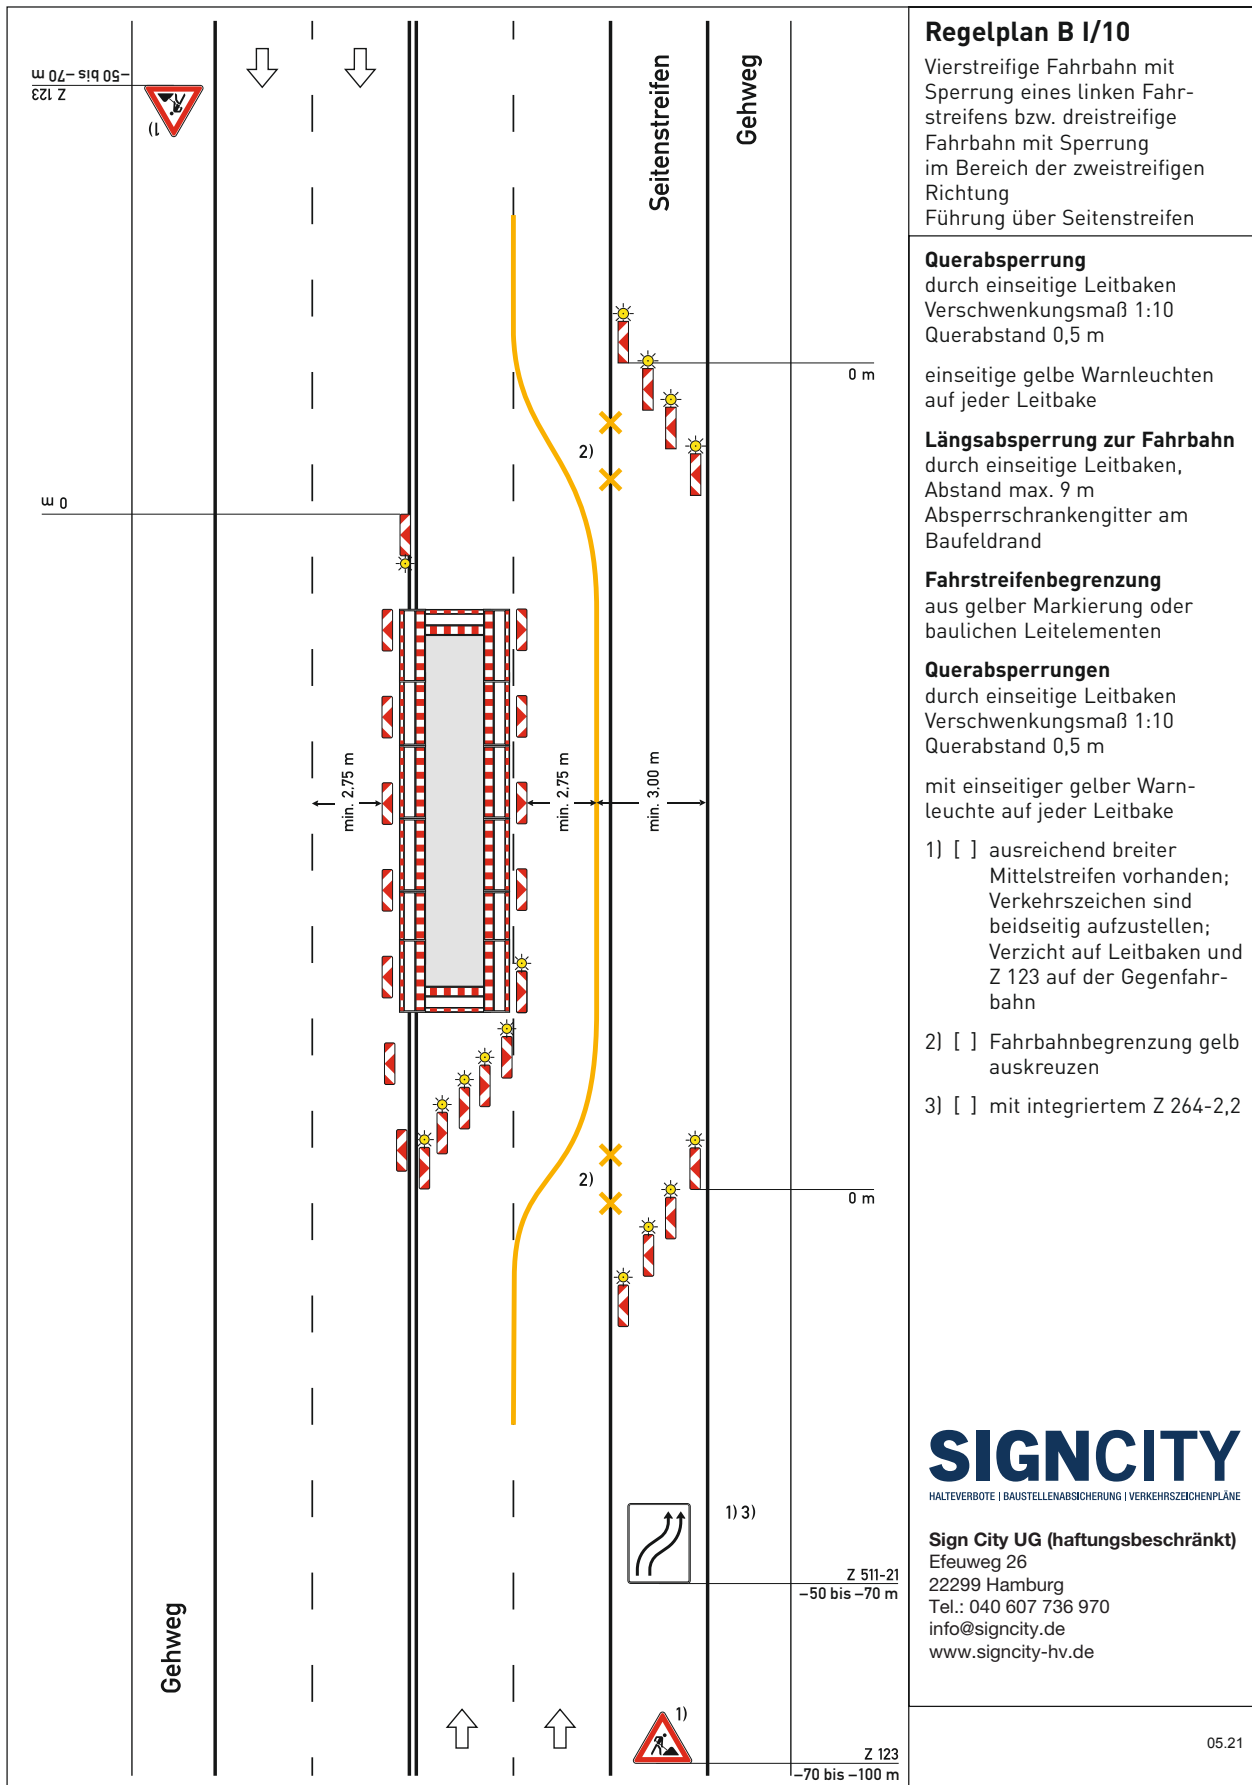 Regelplan B I/10
Vierstreifige Fahrbahn mit
Sperrung eines linken Fahr-
streifens bzw. dreistreifige
Fahrbahn mit Sperrung
im Bereich der zweistreifigen
Richtung
Führung über Seitenstreifen
Querabsperrung
durch einseitige Leitbaken
Verschwenkungsmaß 1:10
Querabstand 0,5 m
einseitige gelbe Warnleuchten
auf jeder Leitbake
Längsabsperrung zur Fahrbahn
durch einseitige Leitbaken,
Abstand max. 9 m
Absperrschrankengitter am
Baufeldrand
Fahrstreifenbegrenzung
aus gelber Markierung oder
baulichen Leitelementen
Querabsperrungen
durch einseitige Leitbaken
Verschwenkungsmaß 1:10
Querabstand 0,5 m
mit einseitiger gelber Warn-
leuchte auf jeder Leitbake
1) [ ] ausreichend breiter
Mittelstreifen vorhanden;
Verkehrszeichen sind
beidseitig aufzustellen;
Verzicht auf Leitbaken und
Z 123 auf der Gegenfahr-
bahn
2) [ ] Fahrbahnbegrenzung gelb
auskreuzen
3) [ ] mit integriertem Z 264-2,2
SIGNCITY
HALTEVERBOTE | BAUSTELLENABSICHERUNG | VERKEHRSZEICHENPLÄNE
Sign City UG (haftungsbeschränkt)
Efeuweg 26
22299 Hamburg
Tel.: 040 607 736 970
info@signcity.de
www.signcity-hv.de
05.21
Z 123
–50 bis –70 m
1)
Seitenstreifen
Gehweg
0 m
2)
0 m
min. 2,75 m
min. 2,75 m
min. 3,00 m
2)
0 m
1) 3)
Z 511-21
–50 bis –70 m
Gehweg
1)
Z 123
–70 bis –100 m